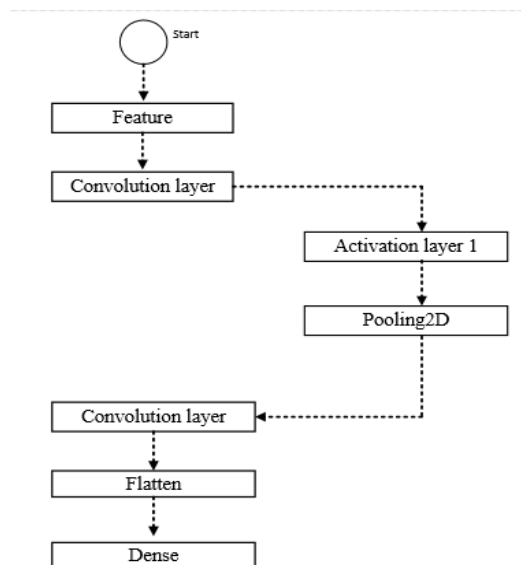 Start
Feature
Convolution layer
Activation layer 1
Pooling2D
Convolution layer
Flatten
Dense